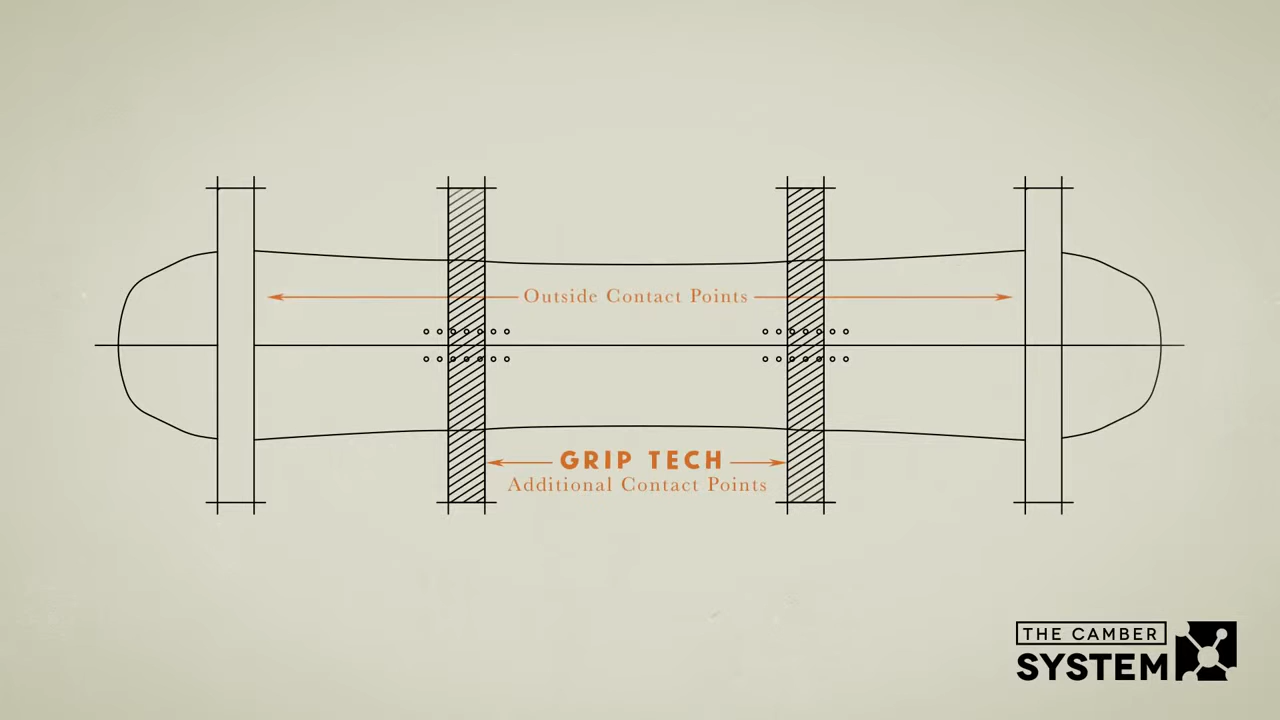 Outside Contact Points
GRIP TECH
Additional Contact Points
THE CAMBER
SYSTEM